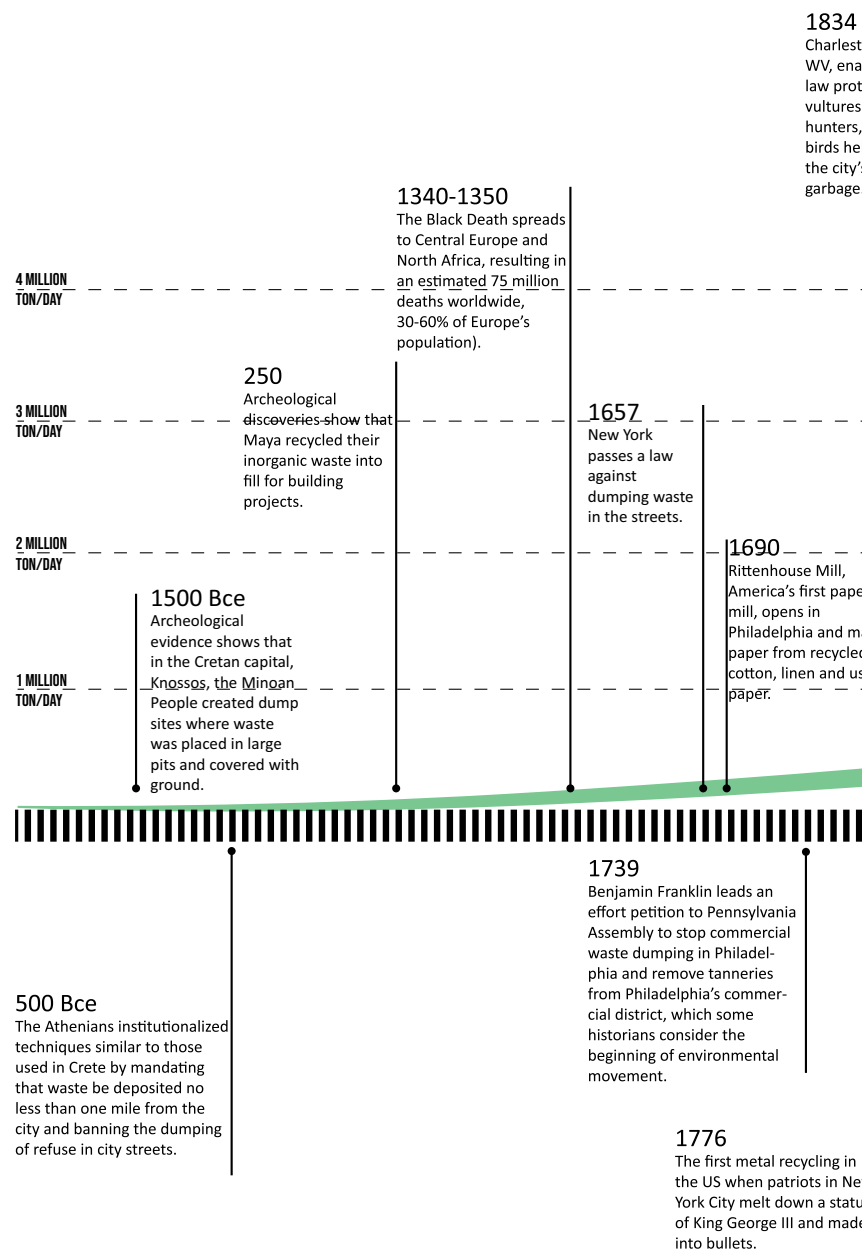 1834
Charlest
WV, ena
law prot
vultures
hunters,
birds he
the city's
garbage
1340-1350
The Black Death spreads
to Central Europe and
North Africa, resulting in
an estimated 75 million
deaths worldwide,
30-60% of Europe's
population).
4 MILLION
TON/DAY
250
Archeological
discoveries show that
Maya recycled their
inorganic waste into
fill for building
projects.
3 MILLION
TON/DAY
1657
New York
passes a law
against
dumping waste
in the streets.
2 MILLION
TON/DAY
1690
Rittenhouse Mill,
America's first pape
mill, opens in
Philadelphia and ma
paper from recycled
cotton, linen and us
paper.
1500 Bce
Archeological
evidence shows that
in the Cretan capital,
Knossos, the Minoan
People created dump
sites where waste
was placed in large
pits and covered with
ground.
1 MILLION
TON/DAY
1739
Benjamin Franklin leads an
effort petition to Pennsylvania
Assembly to stop commercial
waste dumping in Philadel-
phia and remove tanneries
from Philadelphia's commer-
cial district, which some
historians consider the
beginning of environmental
movement.
500 Bce
The Athenians institutionalized
techniques similar to those
used in Crete by mandating
that waste be deposited no
less than one mile from the
city and banning the dumping
of refuse in city streets.
1776
The first metal recycling in
the US when patriots in Ne
York City melt down a statu
of King George III and made
into bullets.